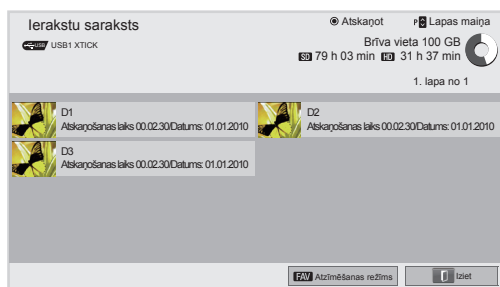 Ierakstu saraksts
Atskaņot
P Lapas maiņa
USB USB1 XTICK
Brīva vieta 100 GB
SD 79 h 03 min HD 31 h 37 min
1. lapa no 1
D1
Atskaņošanas laiks 00.02.30/Datums: 01.01.2010
D2
Atskaņošanas laiks 00.02.30/Datums: 01.01.2010
D3
Atskaņošanas laiks 00.02.30/Datums: 01.01.2010
FAV Atzīmēšanas režīms
Iziet